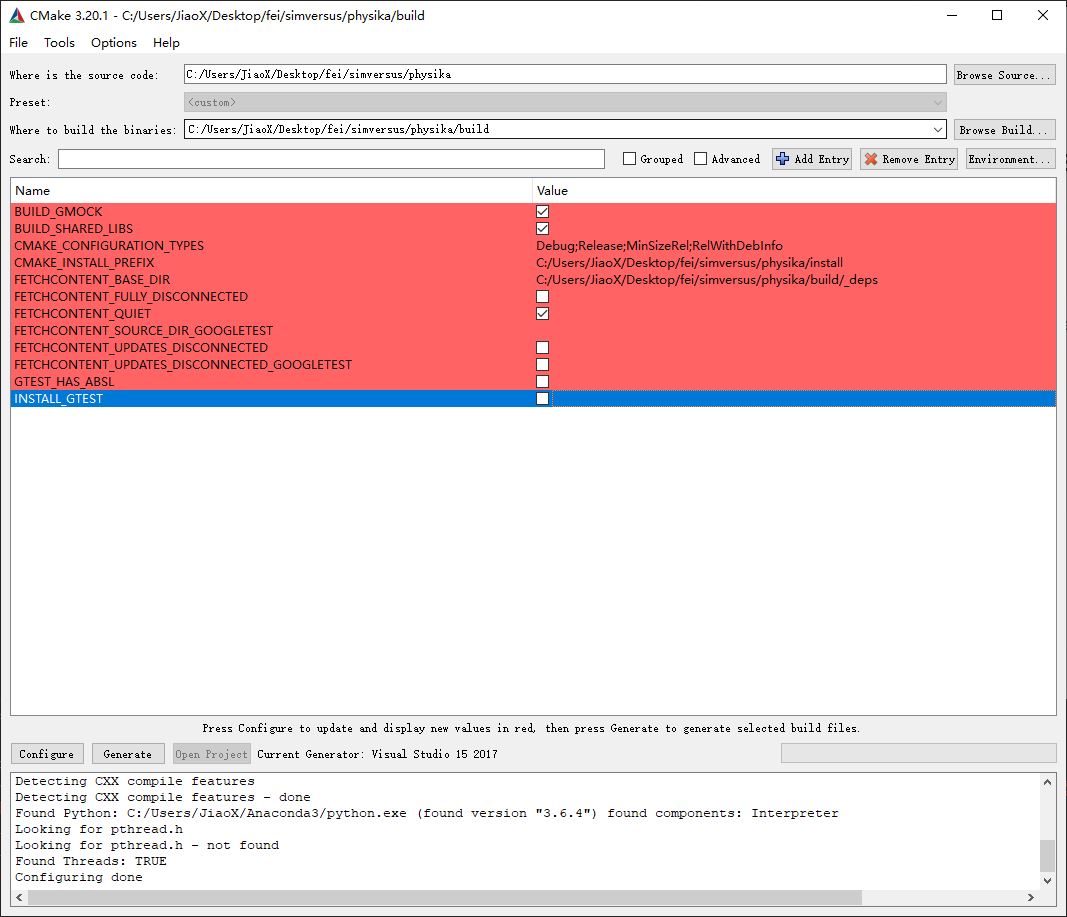 CMake 3.20.1 - C:/Users/JiaoX/Desktop/fei/simversus/physika/build
File Tools Options Help
Where is the source code: C:/Users/JiaoX/Desktop/fei/simversus/physika Browse Source...
Preset: <custom>
Where to build the binaries: C:/Users/JiaoX/Desktop/fei/simversus/physika/build Browse Build...
Search: Grouped Advanced Add Entry Remove Entry Environment...
Name Value
BUILD_GMOCK
BUILD_SHARED_LIBS
CMAKE_CONFIGURATION_TYPES Debug;Release;MinSizeRel;RelWithDebInfo
CMAKE_INSTALL_PREFIX C:/Users/JiaoX/Desktop/fei/simversus/physika/install
FETCHCONTENT_BASE_DIR C:/Users/JiaoX/Desktop/fei/simversus/physika/build/_deps
FETCHCONTENT_FULLY_DISCONNECTED
FETCHCONTENT_QUIET
FETCHCONTENT_SOURCE_DIR_GOOGLETEST
FETCHCONTENT_UPDATES_DISCONNECTED
FETCHCONTENT_UPDATES_DISCONNECTED_GOOGLETEST
GTEST_HAS_ABSL
INSTALL_GTEST
Press Configure to update and display new values in red, then press Generate to generate selected build files.
Configure Generate Open Project Current Generator: Visual Studio 15 2017
Detecting CXX compile features
Detecting CXX compile features - done
Found Python: C:/Users/JiaoX/Anaconda3/python.exe (found version "3.6.4") found components: Interpreter
Looking for pthread.h
Looking for pthread.h - not found
Found Threads: TRUE
Configuring done